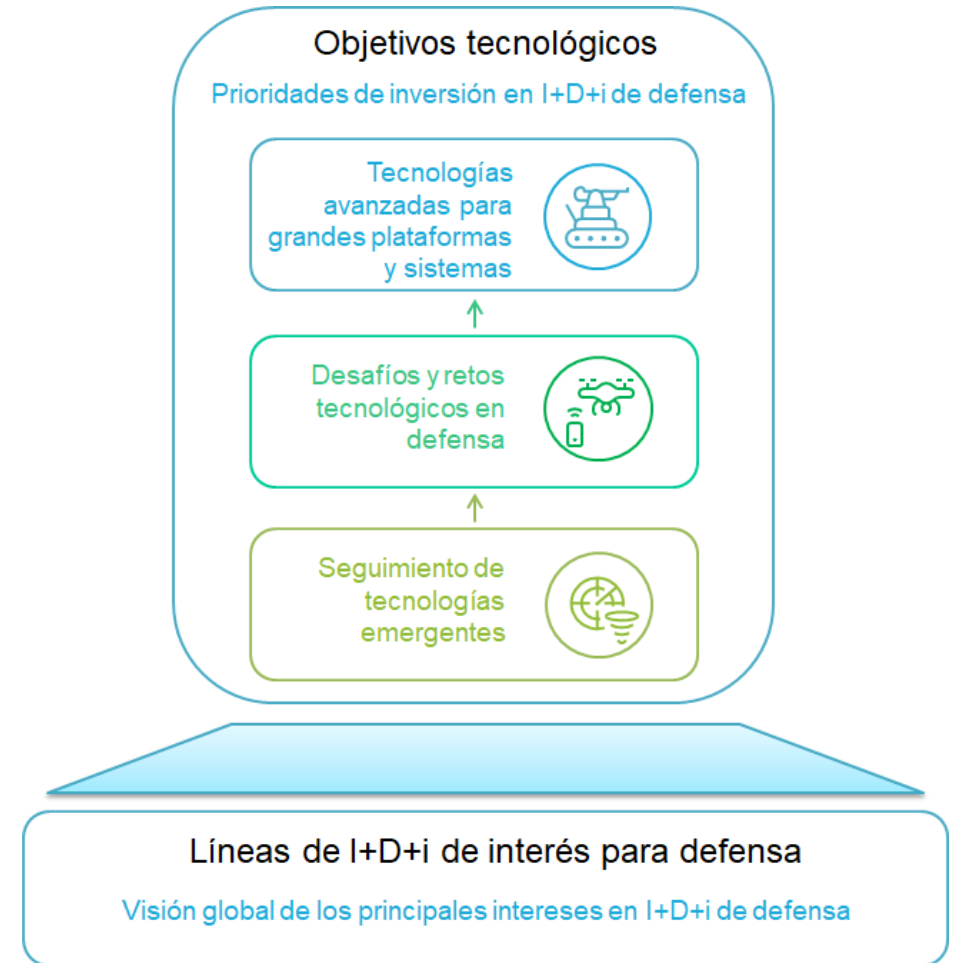 Objetivos tecnológicos
Prioridades de inversión en I+D+i de defensa
Tecnologías
avanzadas para
grandes plataformas
y sistemas
Desafíos y retos
tecnológicos en
defensa
Seguimiento de
tecnologías
emergentes
Líneas de I+D+i de interés para defensa
Visión global de los principales intereses en I+D+i de defensa